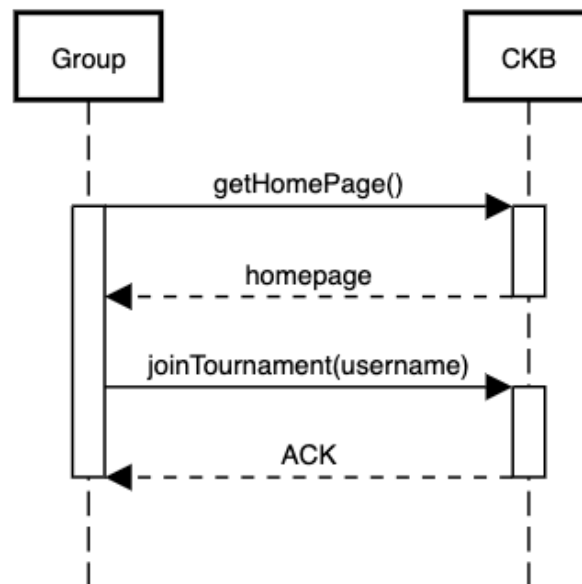 Group
CKB
getHomePage()
homepage
joinTournament(username)
ACK